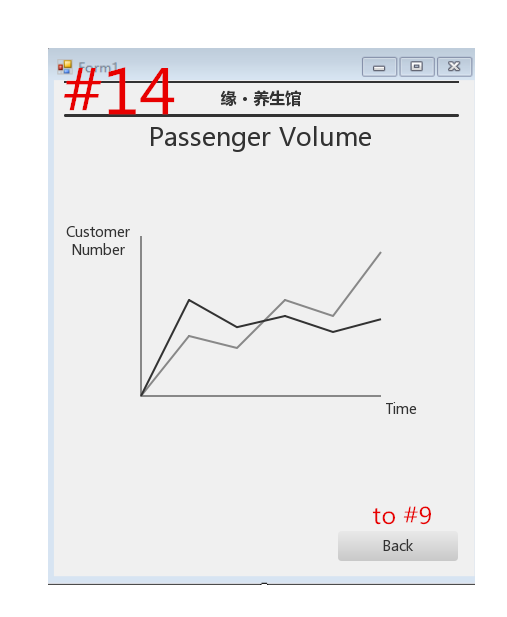 Form1
#14
缘·养生馆
Passenger Volume
Customer
Number
Time
to #9
Back